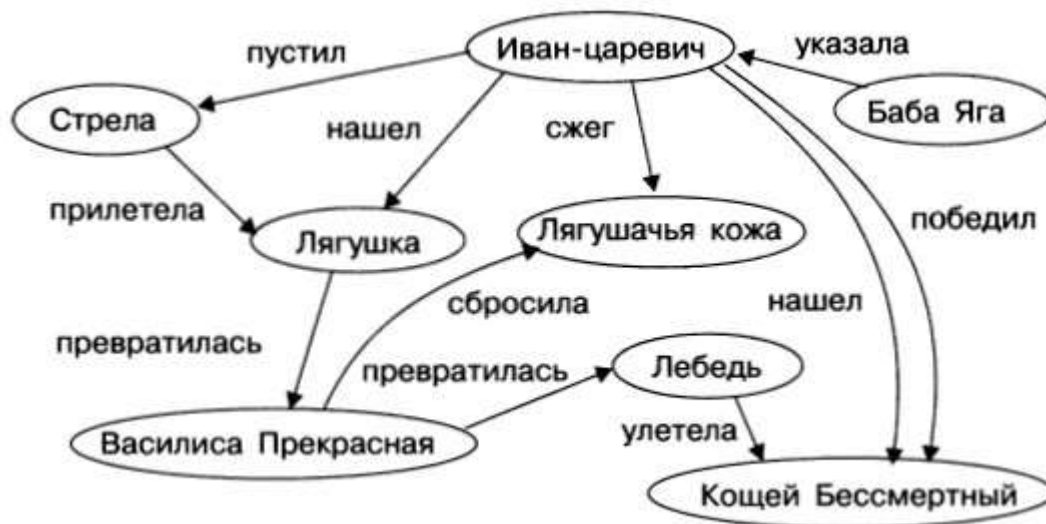 Иван-царевич
указала
пустил
Стрела
Баба Яга
нашел
сжег
прилетела
Лягушка
Лягушачья кожа
победил
сбросила
нашел
превратилась
превратилась
Лебедь
Василиса Прекрасная
улетела
Кощей Бессмертный